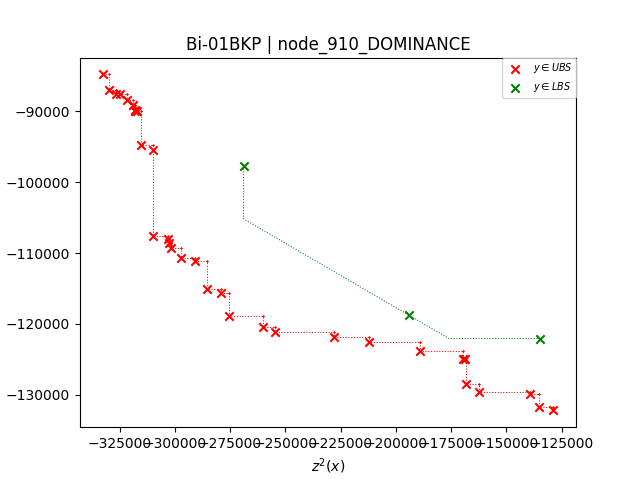 Bi-01BKP | node_910_DOMINANCE
y ∈ UBS
y ∈ LBS
−90000
−100000
−110000
−120000
−130000
−325000 −300000 −275000 −250000 −225000 −200000 −175000 −150000 −125000
z²(x)